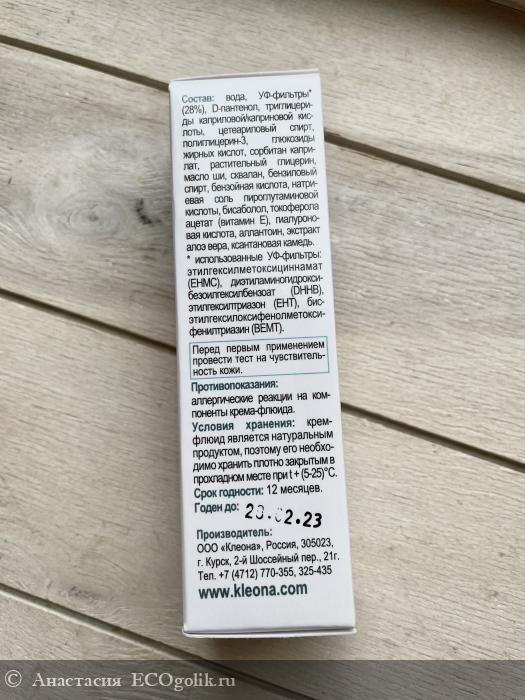 Состав: вода, УФ-фильтры*
(28%), D-пантенол, триглицери-
ды каприловой/каприновой кис-
лоты, цетеариловый спирт,
полиглицерин-3, глюкозиды
жирных кислот, сорбитан капри-
лат, растительный глицерин,
масло ши, сквалан, бензиловый
спирт, бензойная кислота, натри-
евая соль пироглутаминовой
кислоты, бисаболол, токоферола
ацетат (витамин Е), гиалуроно-
вая кислота, аллантоин, экстракт
алоэ вера, ксантановая камедь.
* использованные УФ-фильтры:
этилгексилметоксициннамат
(EHMC), диэтиламиногидрокси-
безоилгексилбензоат (DHHB),
этилгексилтриазон (EHT), бис-
этилгексилоксифенолметокси-
фенилтриазин (BEMT).
Перед первым применением
провести тест на чувствитель-
ность кожи.
Противопоказания:
аллергические реакции на ком-
поненты крема-флюида.
Условия хранения: крем-
флюид является натуральным
продуктом, поэтому его необхо-
димо хранить плотно закрытым в
прохладном месте при t + (5-25)°C.
Срок годности: 12 месяцев.
Годен до: 23.02.23
Производитель:
ООО «Клеона», Россия, 305023,
г. Курск, 2-й Шоссейный пер., 21г.
Тел. +7 (4712) 770-355, 325-435
www.kleona.com
© Анастасия ECOgolik.ru